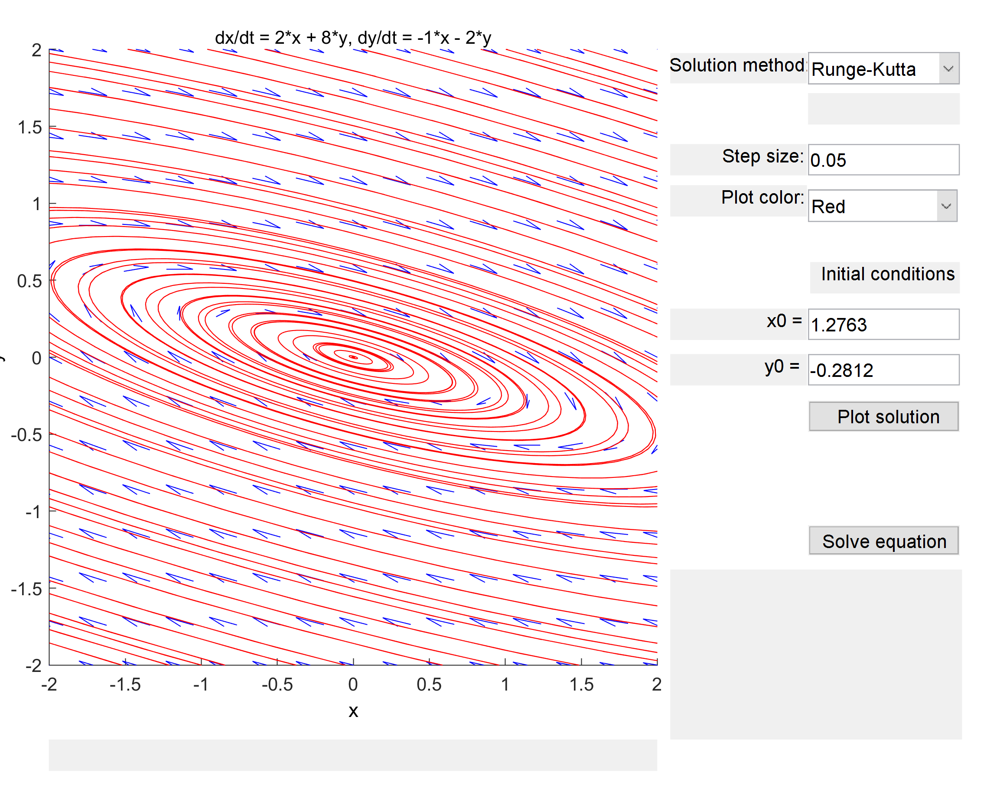 dx/dt = 2*x + 8*y, dy/dt = -1*x - 2*y
2
1.5
1
0.5
0
-0.5
-1
-1.5
-2
-2 -1.5 -1 -0.5 0 0.5 1 1.5 2
x
Solution method: Runge-Kutta
Step size: 0.05
Plot color: Red
Initial conditions
x0 = 1.2763
y0 = -0.2812
Plot solution
Solve equation